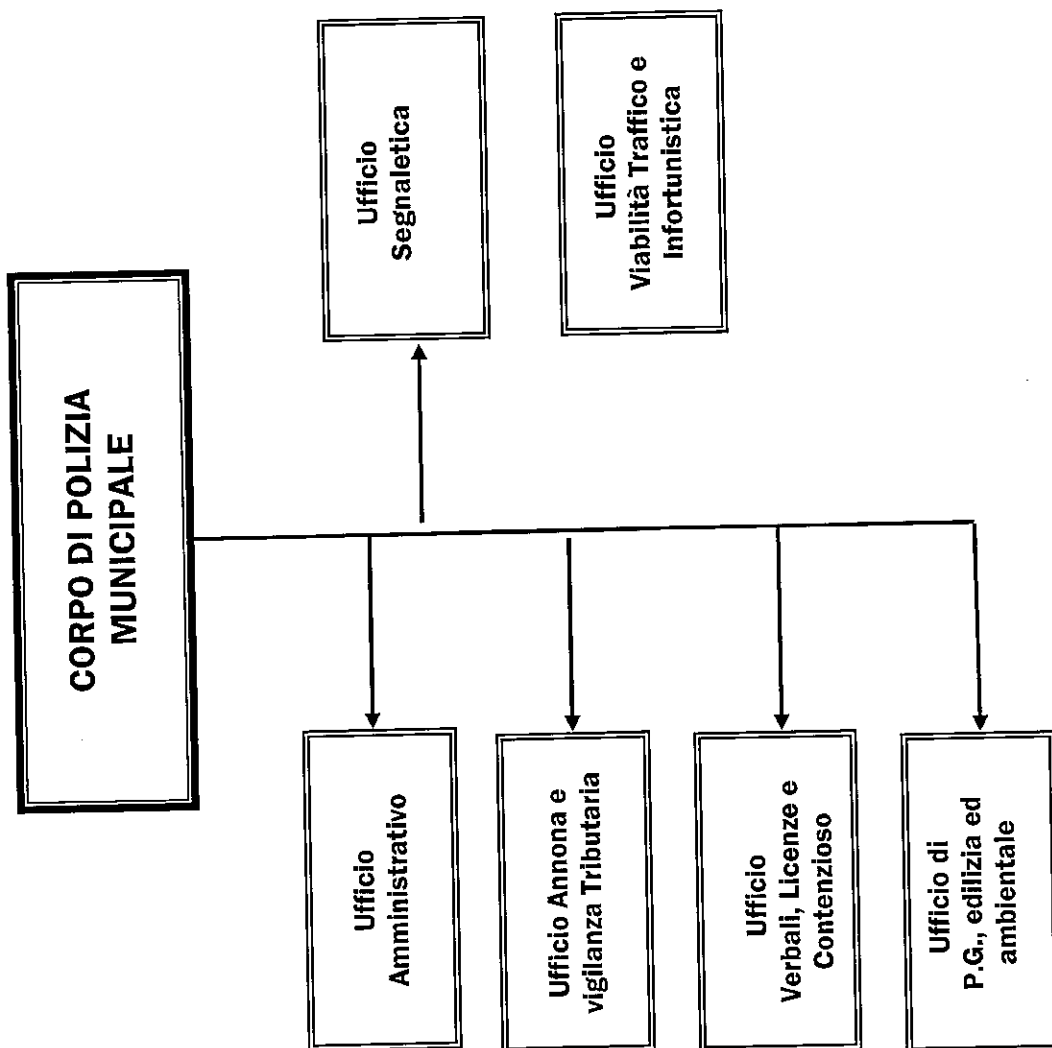 CORPO DI POLIZIA
MUNICIPALE
Ufficio
Amministrativo
Ufficio Annona e
vigilanza Tributaria
Ufficio
Verbali, Licenze e
Contenzioso
Ufficio di
P.G., edilizia ed
ambientale
Ufficio
Segnaletica
Ufficio
Viabilità Traffico e
Infortunistica